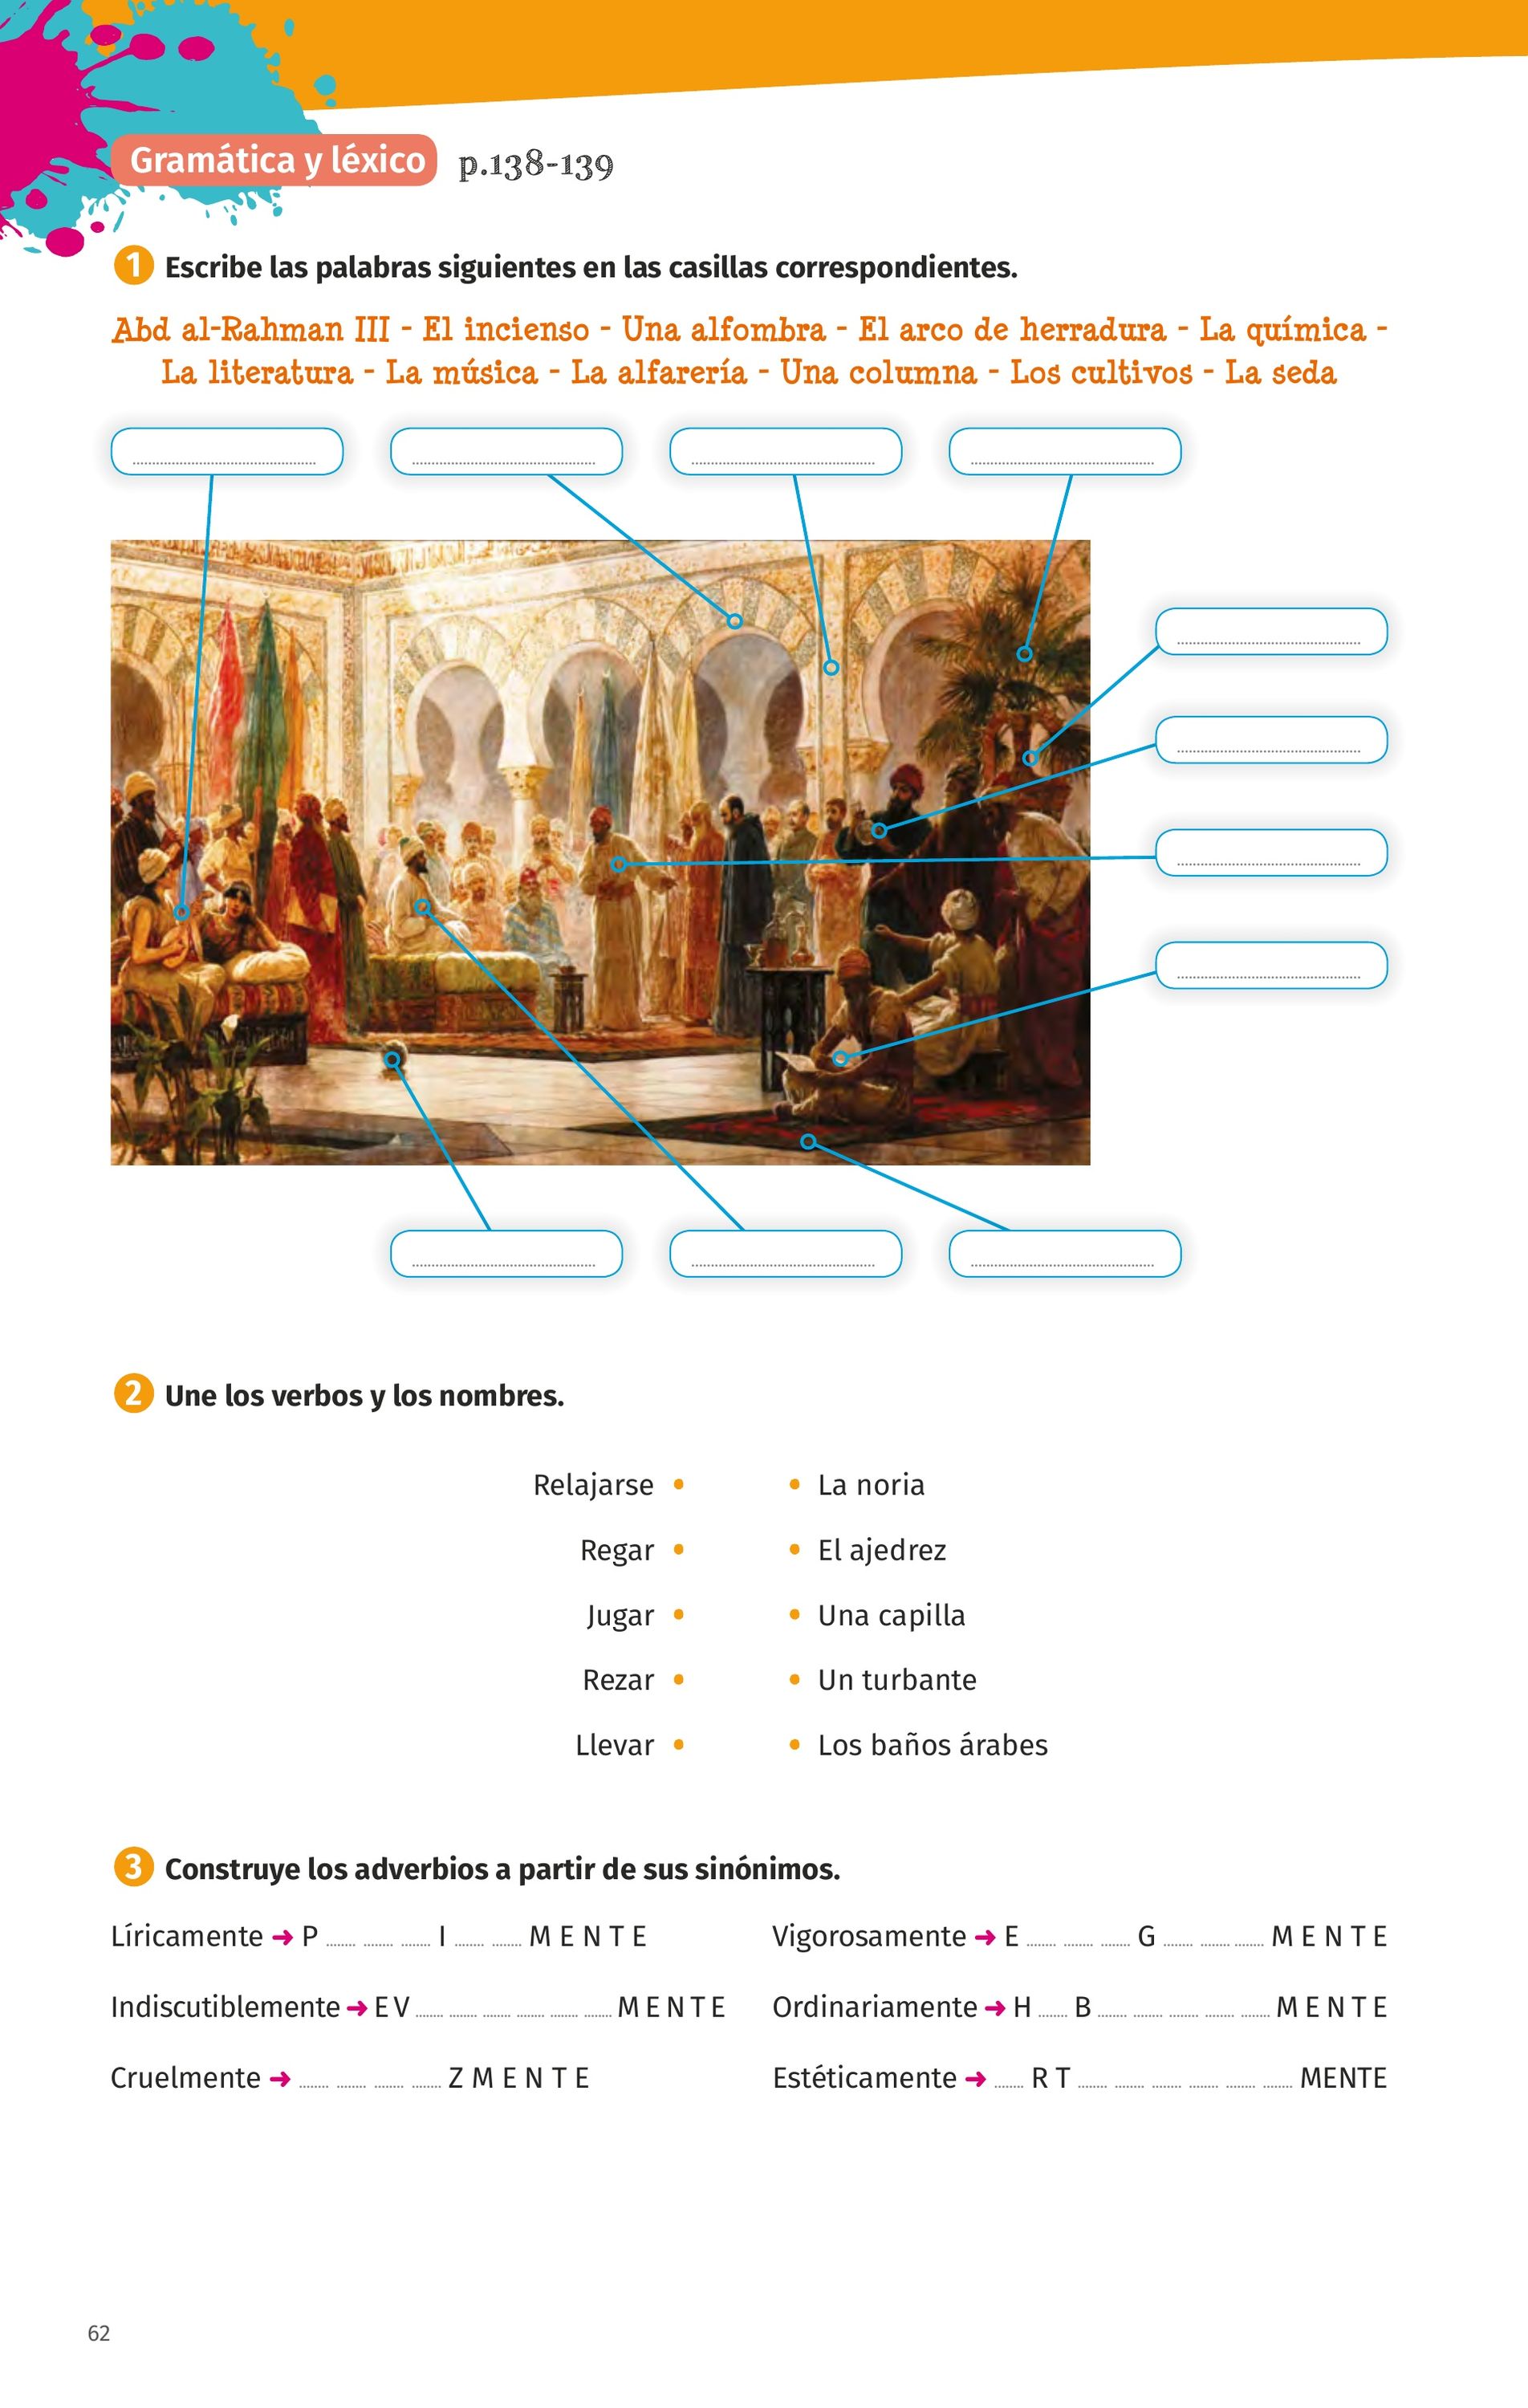 Gramática y léxico p.138-139
1 Escribe las palabras siguientes en las casillas correspondientes.
Abd al-Rahman III - El incienso - Una alfombra - El arco de herradura - La química -
La literatura - La música - La alfarería - Una columna - Los cultivos - La seda
2 Une los verbos y los nombres.
Relajarse • • La noria
Regar • • El ajedrez
Jugar • • Una capilla
Rezar • • Un turbante
Llevar • • Los baños árabes
3 Construye los adverbios a partir de sus sinónimos.
Líricamente ➜ P ...... ...... ...... I ...... ...... M E N T E
Vigorosamente ➜ E ...... ...... ...... G ...... ...... ...... M E N T E
Indiscutiblemente ➜ E V ...... ...... ...... ...... ...... ...... M E N T E
Ordinariamente ➜ H ...... B ...... ...... ...... ...... ...... M E N T E
Cruelmente ➜ ...... ...... ...... ...... Z M E N T E
Estéticamente ➜ ...... R T ...... ...... ...... ...... ...... ...... MENTE
62